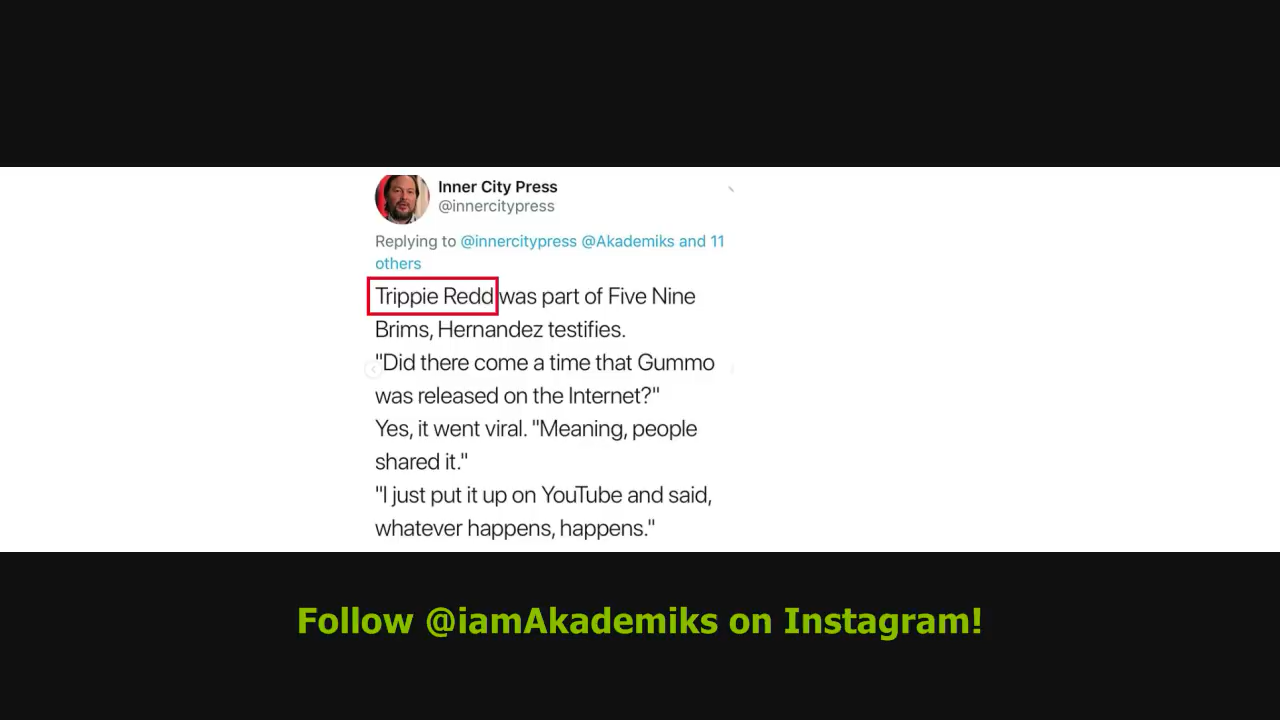 Inner City Press
@innercitypress
Replying to @innercitypress @Akademiks and 11
others
Trippie Redd was part of Five Nine
Brims, Hernandez testifies.
"Did there come a time that Gummo
was released on the Internet?"
Yes, it went viral. "Meaning, people
shared it."
"I just put it up on YouTube and said,
whatever happens, happens."
Follow @iamAkademiks on Instagram!